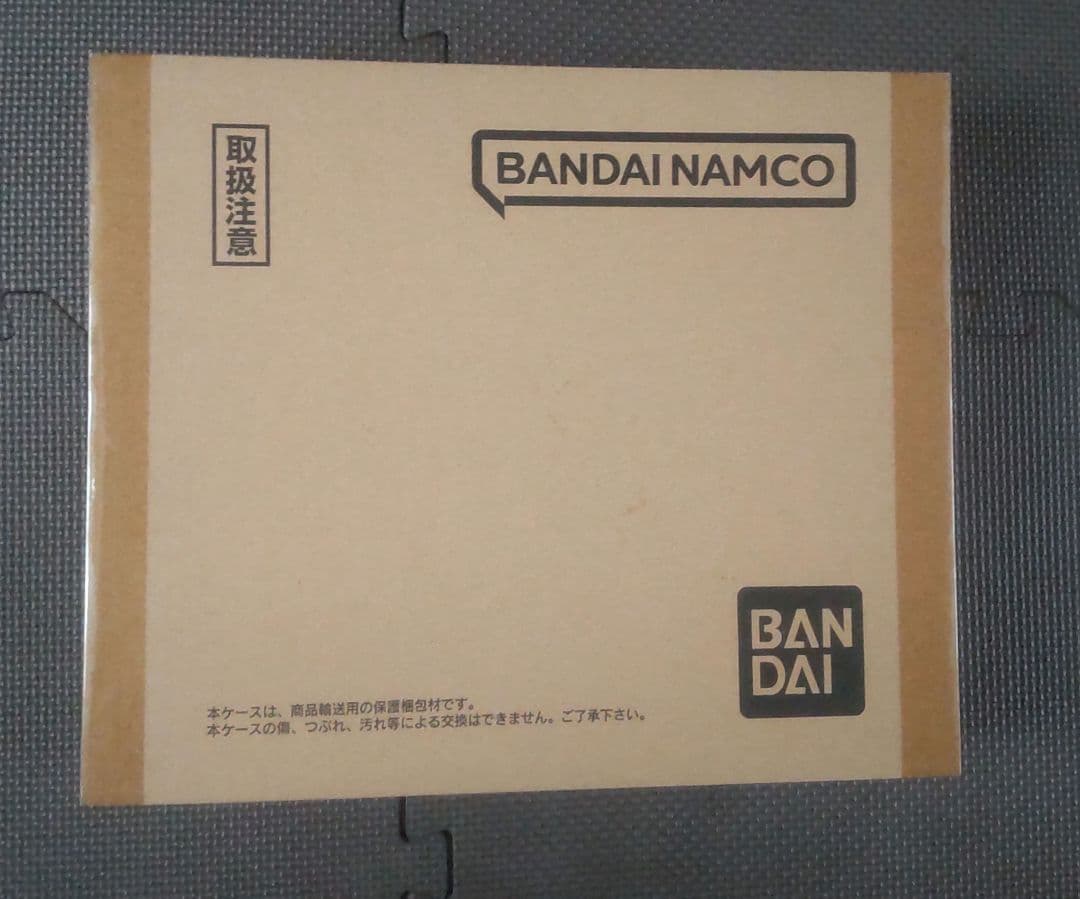 取扱注意
BANDAI NAMCO
BAN
DAI
本ケースは、商品輸送用の保護梱包材です。
本ケースの傷、つぶれ、汚れ等による交換はできません。ご了承下さい。